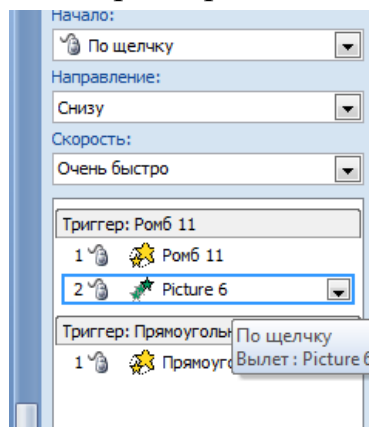 Начало:
По щелчку
Направление:
Снизу
Скорость:
Очень быстро
Триггер: Ромб 11
1 Ромб 11
2 Picture 6
Триггер: Прямоуголь
1 Прямоуг
По щелчку
Вылет : Picture 6